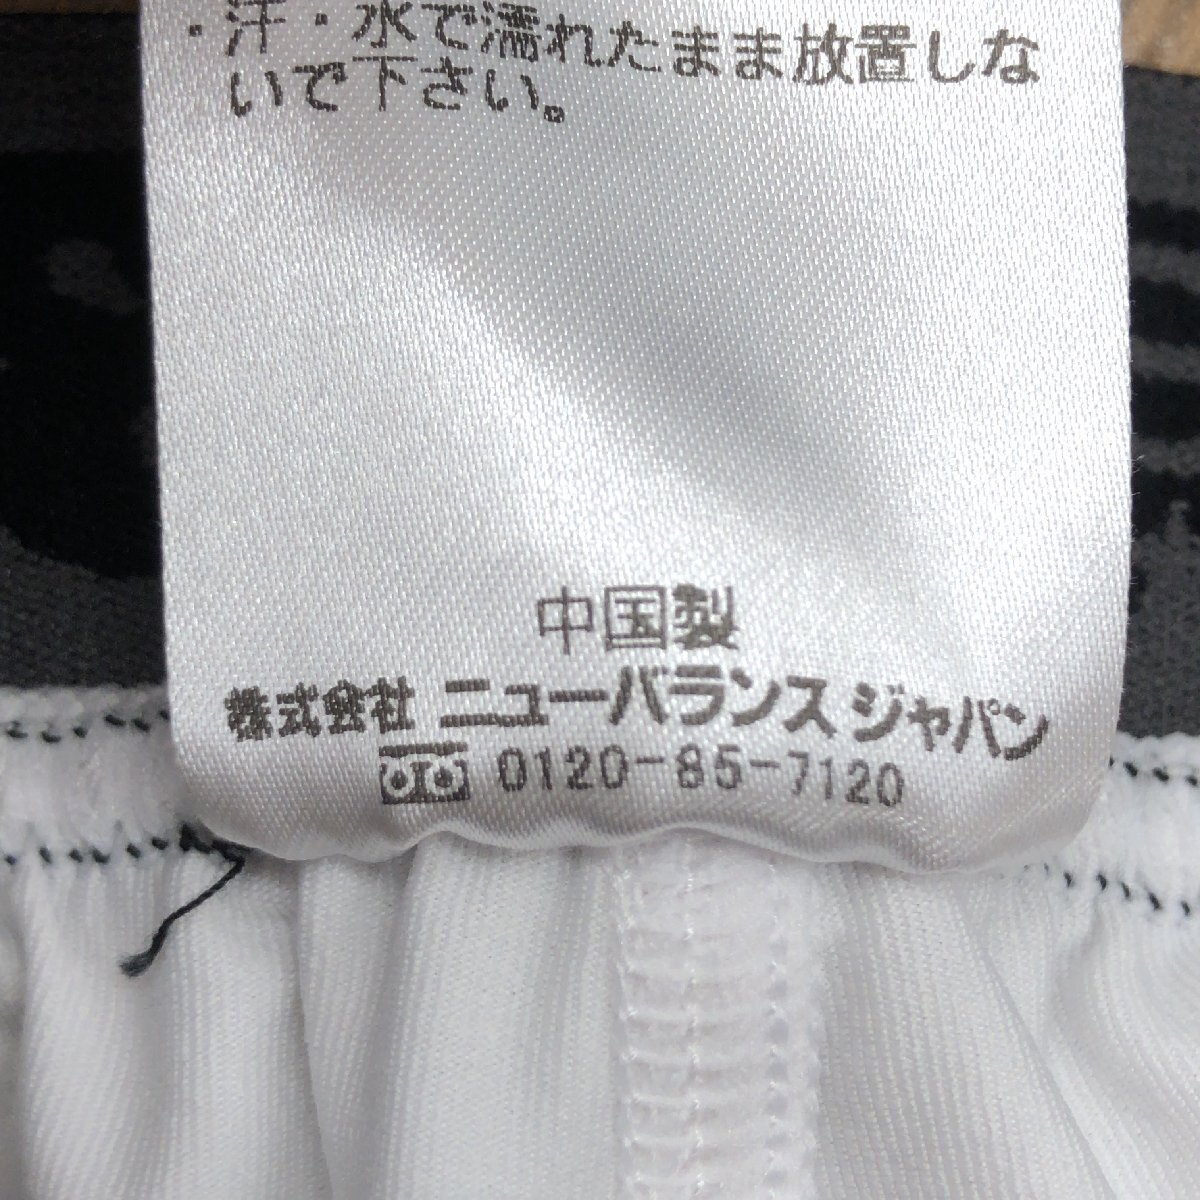 ・汗・水で濡れたまま放置しな
いで下さい。
中国製
株式會社 ニューバランス ジャパン
0120-85-7120